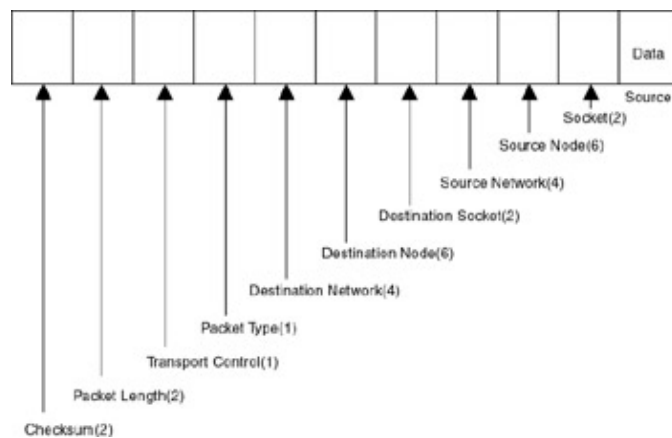 Data
Source
Socket(2)
Source Node(6)
Source Network(4)
Destination Socket(2)
Destination Node(6)
Destination Network(4)
Packet Type(1)
Transport Control(1)
Packet Length(2)
Checksum(2)